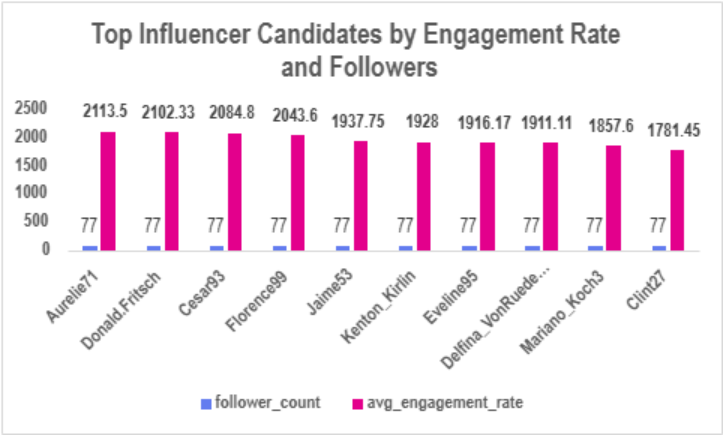 Top Influencer Candidates by Engagement Rate
and Followers
2500
2000
1500
1000
500
0
2113.5 2102.33 2084.8 2043.6 1937.75 1928 1916.17 1911.11 1857.6 1781.45
77 77 77 77 77 77 77 77 77 77
Aurelie71
Donald.Fritsch
Cesar93
Florence99
Jaime53
Kenton_Kirlin
Eveline95
Delfina_VonRuede...
Mariano_Koch3
Clint27
follower_count avg_engagement_rate